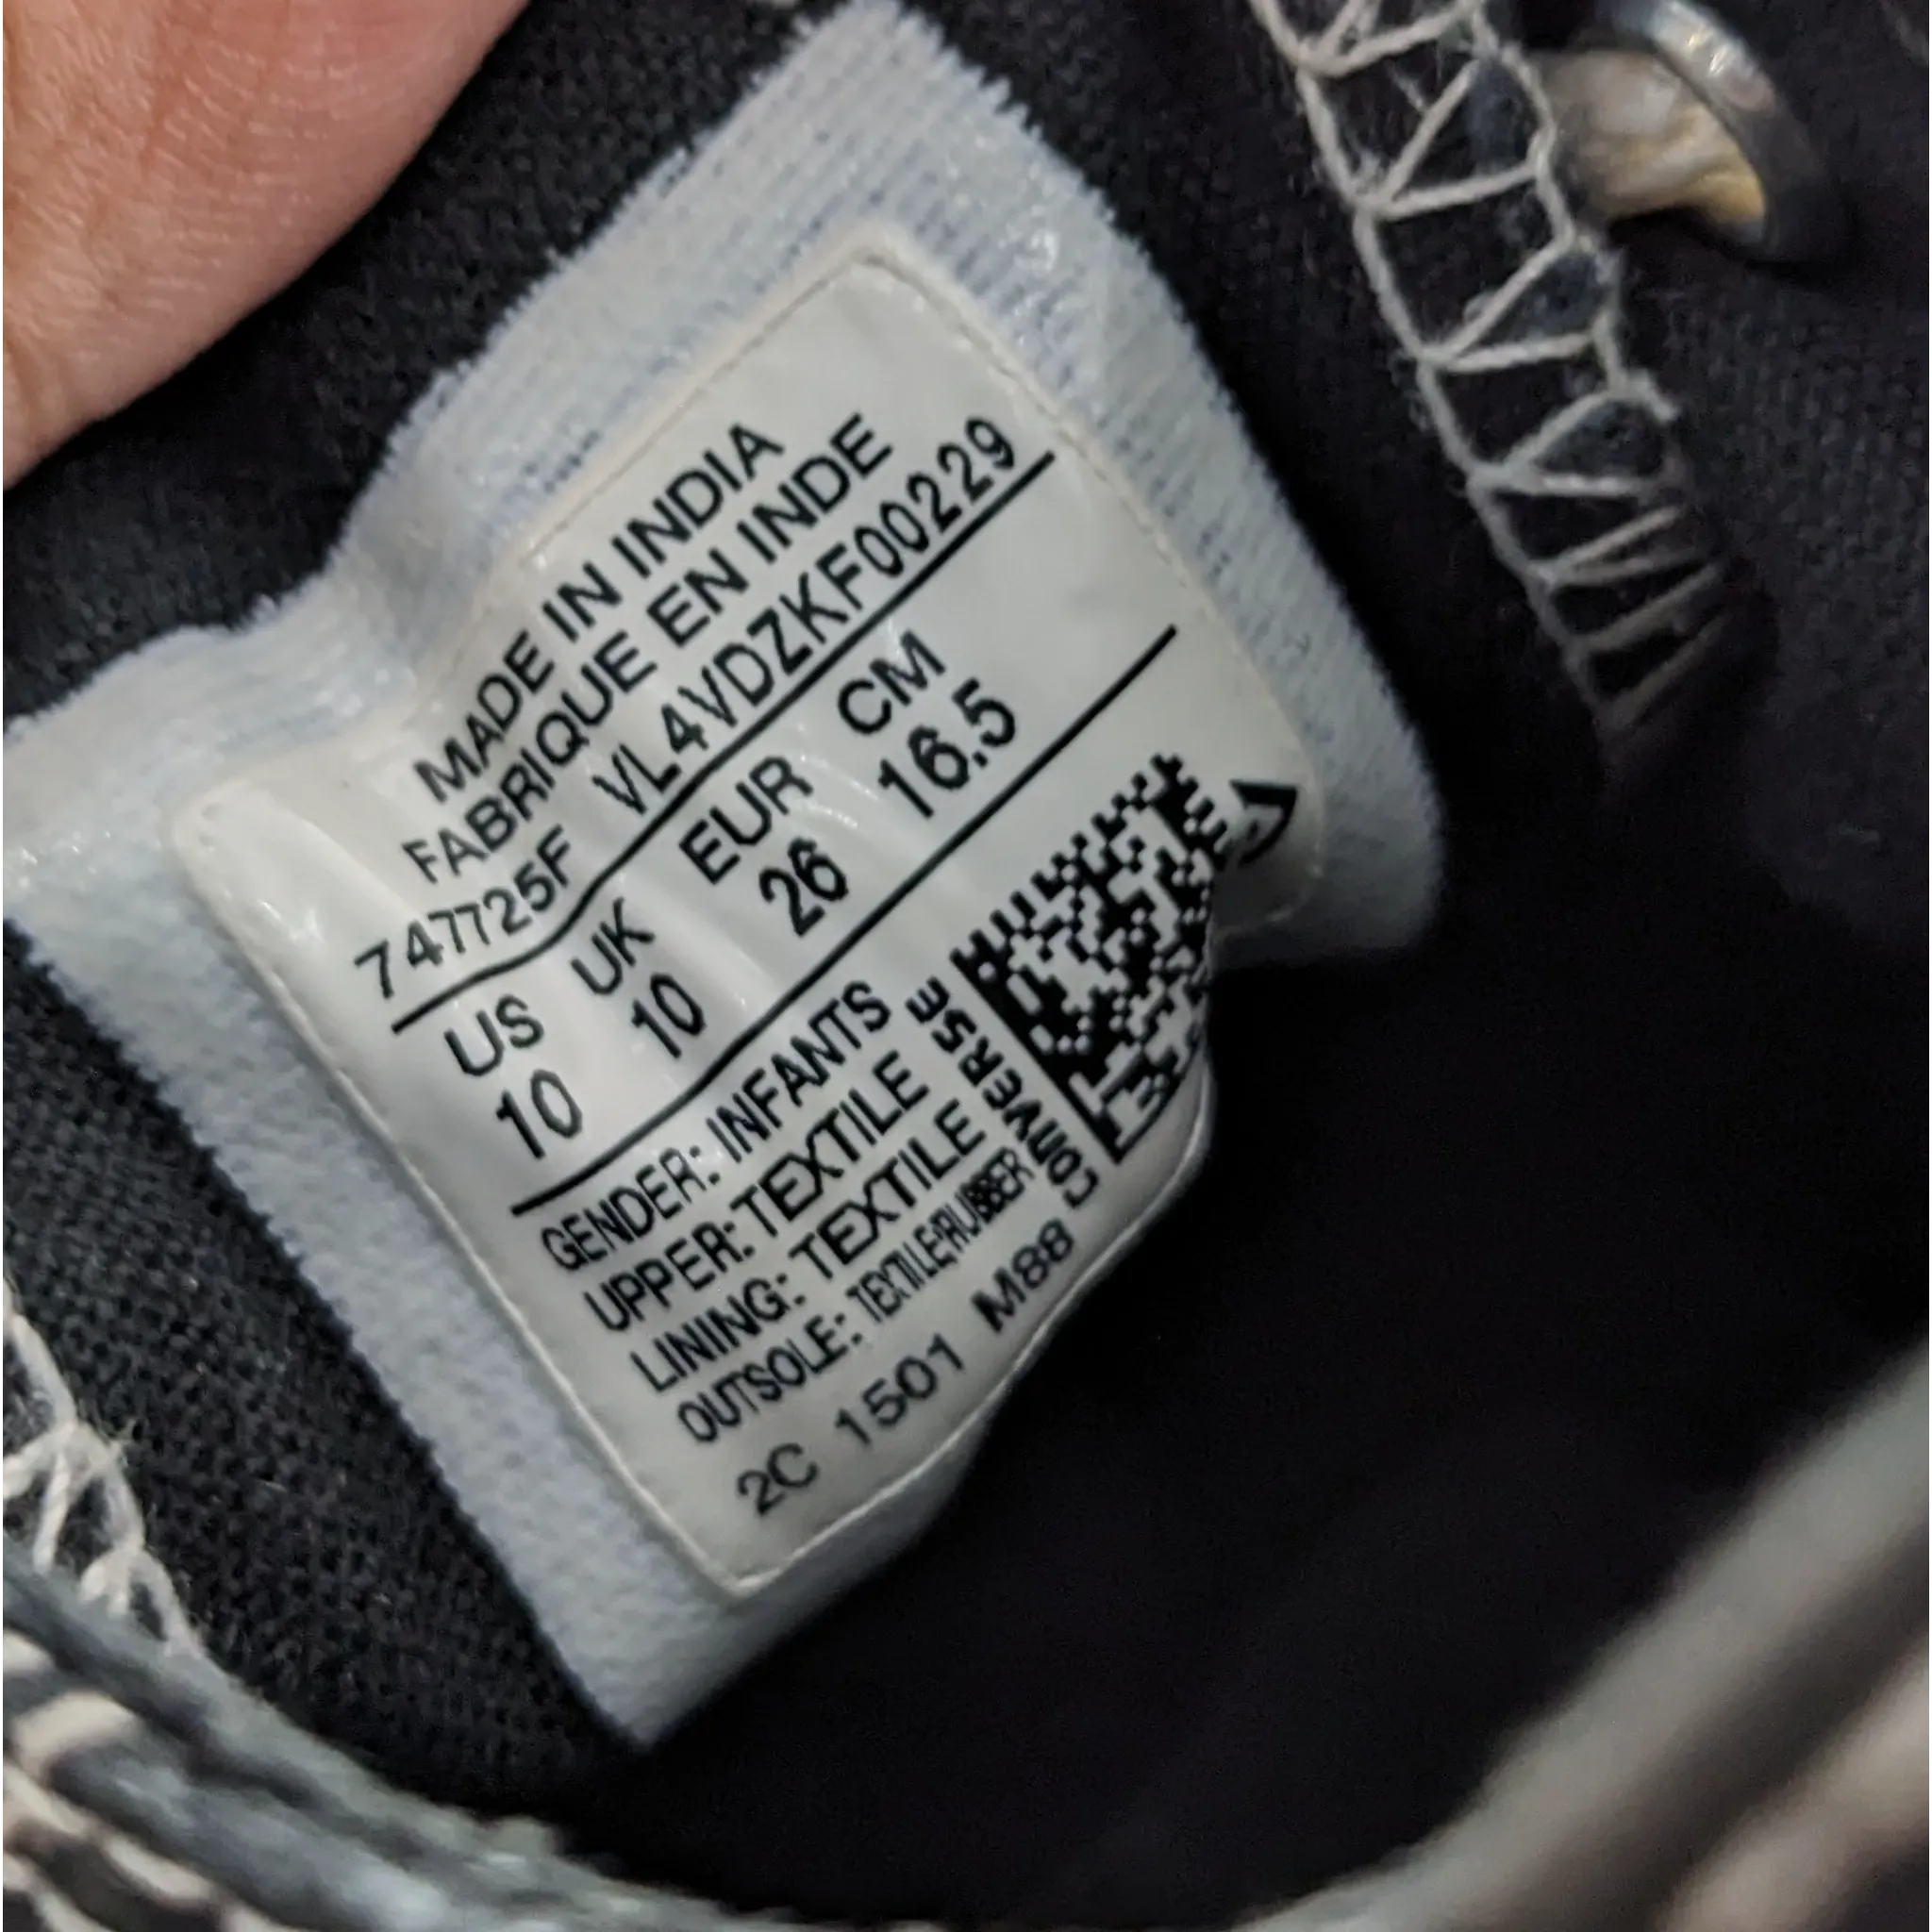 MADE IN INDIA
FABRIQUE EN INDE
747725F VL4VDZKF00229
US UK EUR CM
10 10 26 16.5
GENDER: INFANTS
UPPER: TEXTILE
LINING: TEXTILE
OUTSOLE: TEXTILE/RUBBER
2C 1501 M88
CONVERSE